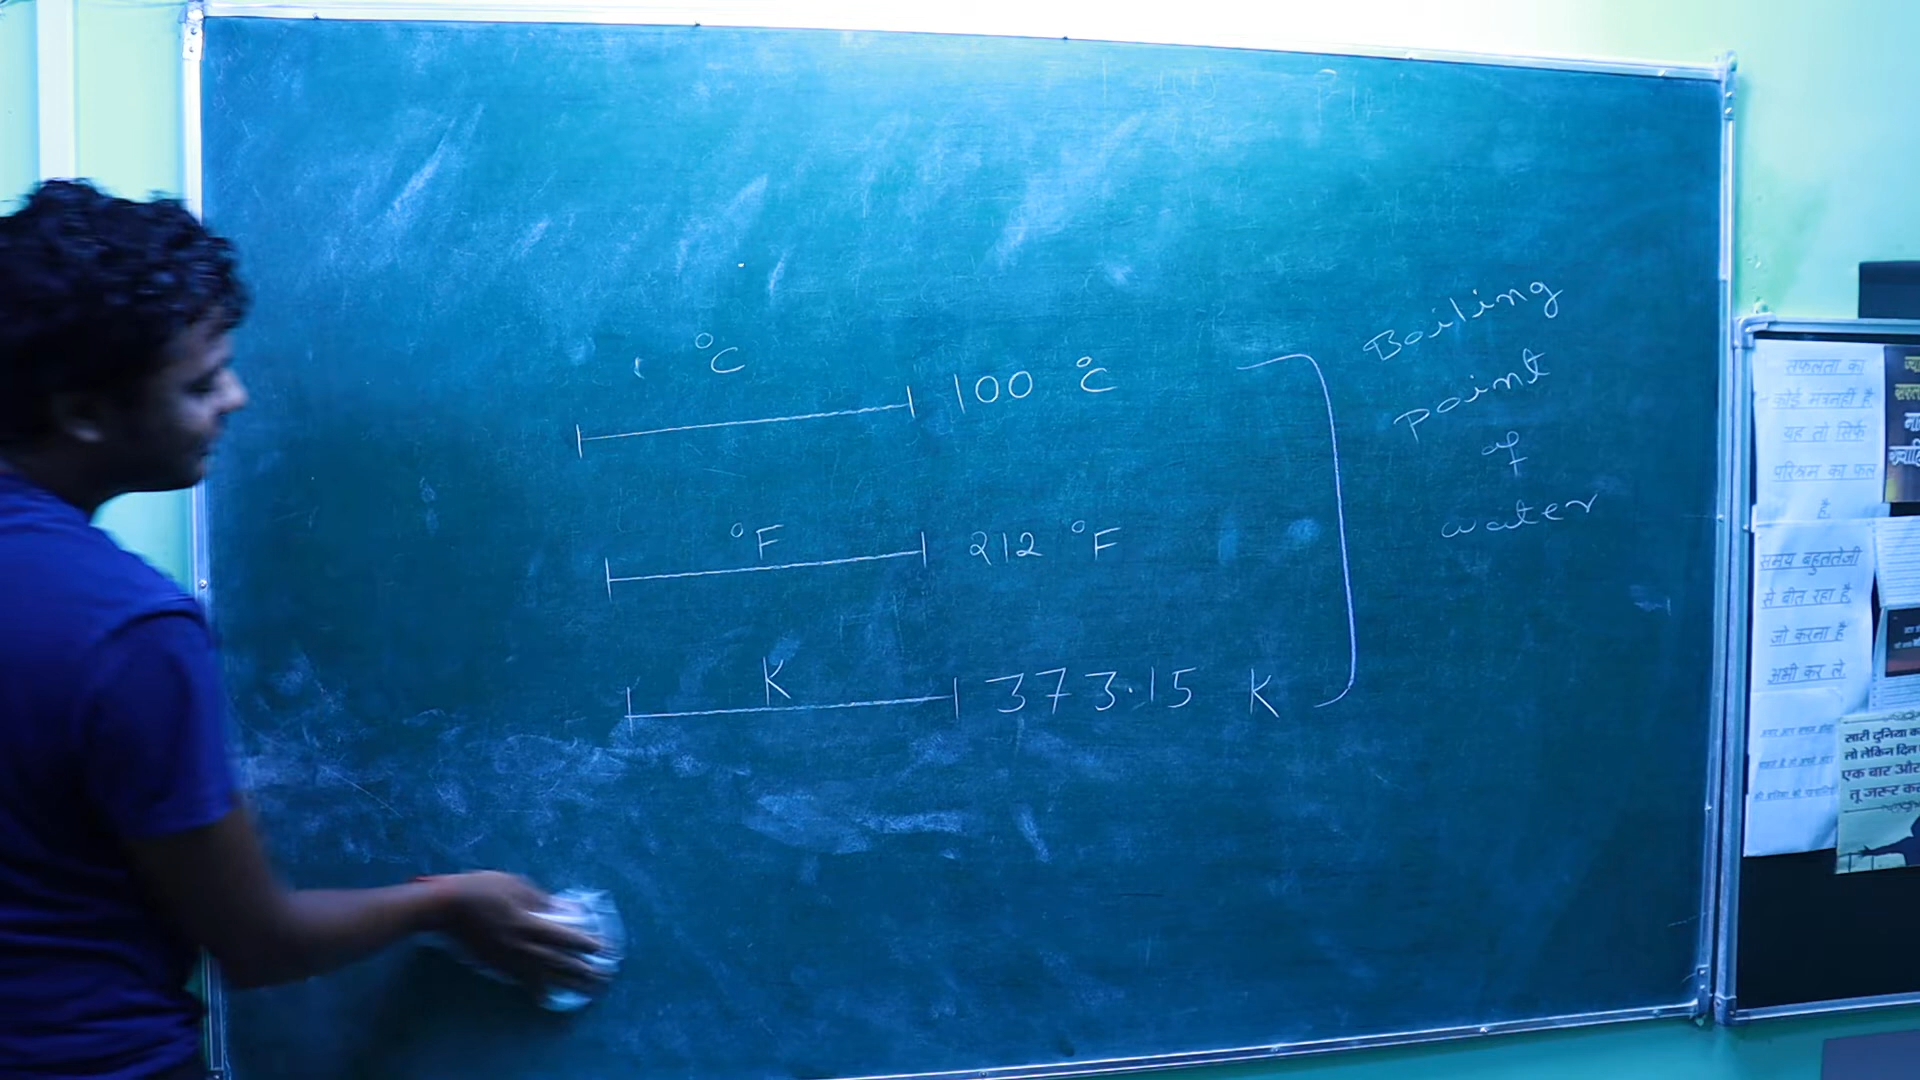 °C
100 °C
°F
212 °F
K
373.15 K
Boiling
Point
of
water
सफलता का
कोई मंत्र नहीं है
यह तो सिर्फ
परिश्रम का फल
है.
समय बहुत तेजी
से बीत रहा है.
जो करना है
अभी कर ले.
सारी दुनिया क
लो लेकिन दिल
एक बार और
तू जरूर क